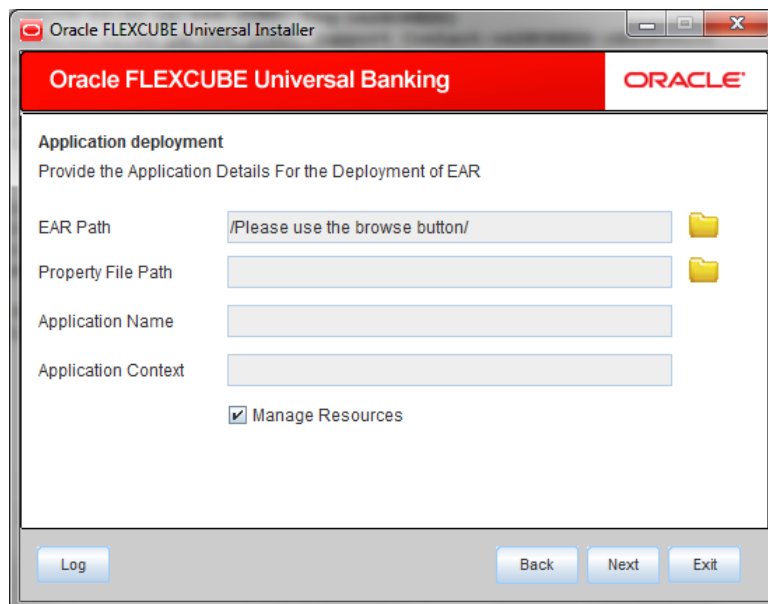 Oracle FLEXCUBE Universal Installer
Oracle FLEXCUBE Universal Banking
ORACLE®
Application deployment
Provide the Application Details For the Deployment of EAR
EAR Path /Please use the browse button/
Property File Path
Application Name
Application Context
Manage Resources
Log Back Next Exit